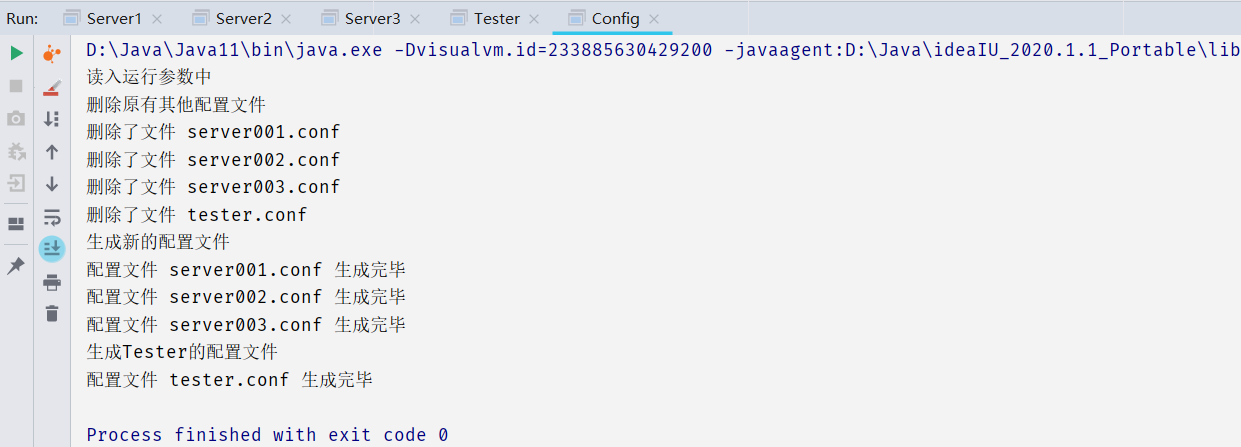 Run: Server1 Server2 Server3 Tester Config
D:\Java\Java11\bin\java.exe -Dvisualvm.id=233885630429200 -javaagent:D:\Java\ideaIU_2020.1.1_Portable\lib
读入运行参数中
删除原有其他配置文件
删除了文件 server001.conf
删除了文件 server002.conf
删除了文件 server003.conf
删除了文件 tester.conf
生成新的配置文件
配置文件 server001.conf 生成完毕
配置文件 server002.conf 生成完毕
配置文件 server003.conf 生成完毕
生成Tester的配置文件
配置文件 tester.conf 生成完毕
Process finished with exit code 0